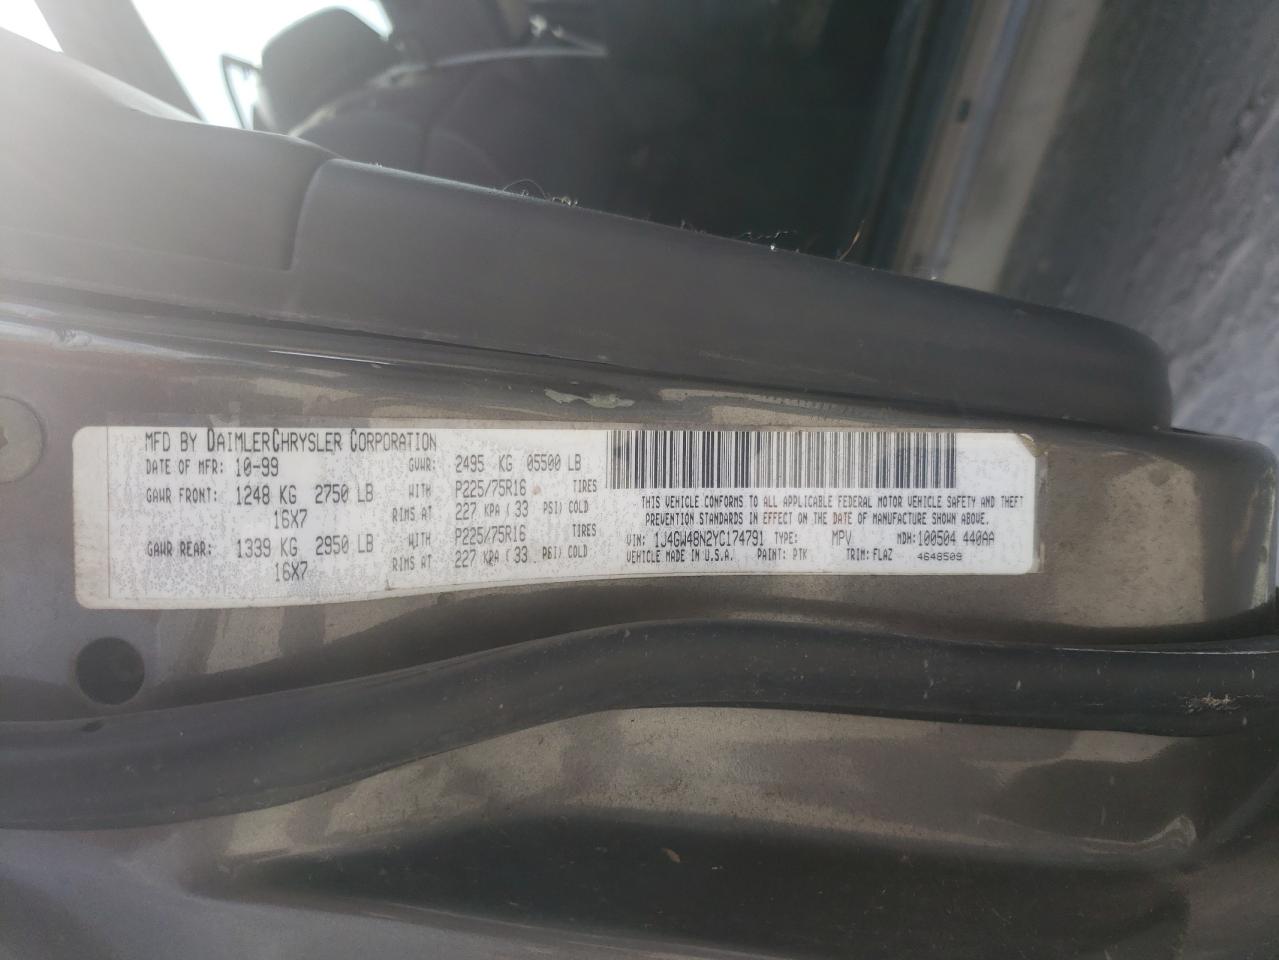 MFD BY DAIMLERCHRYSLER CORPORATION
DATE OF MFR: 10-99 GVWR: 2495 KG 05500 LB
GAWR FRONT: 1248 KG 2750 LB WITH P225/75R16 TIRES
16X7 RIMS AT 227 KPA ( 33 PSI) COLD
GAWR REAR: 1339 KG 2950 LB WITH P225/75R16 TIRES
16X7 RIMS AT 227 KPA ( 33 PSI) COLD
THIS VEHICLE CONFORMS TO ALL APPLICABLE FEDERAL MOTOR VEHICLE SAFETY AND THEFT
PREVENTION STANDARDS IN EFFECT ON THE DATE OF MANUFACTURE SHOWN ABOVE.
VIN: 1J4GW48N2YC174791 TYPE: MPV MDH:100504 440AA
VEHICLE MADE IN U.S.A. PAINT: PTK TRIM: FLAZ 4648509